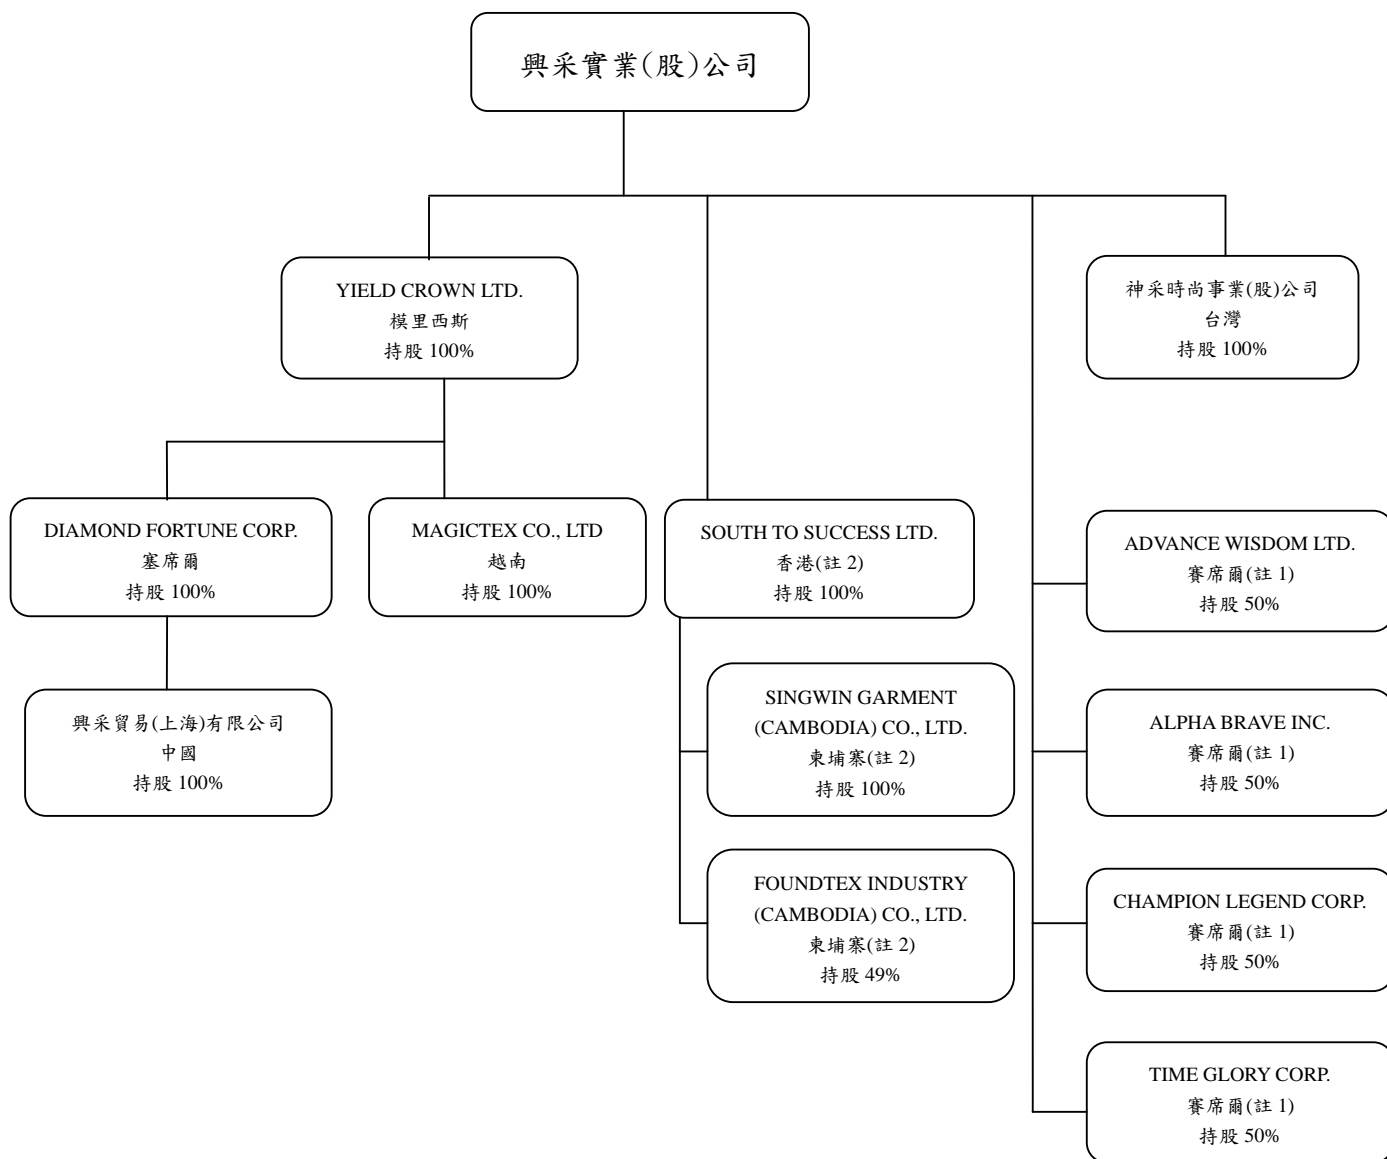 興采實業(股)公司
YIELD CROWN LTD.
模里西斯
持股 100%
神采時尚事業(股)公司
台灣
持股 100%
DIAMOND FORTUNE CORP.
塞席爾
持股 100%
MAGICTEX CO., LTD
越南
持股 100%
SOUTH TO SUCCESS LTD.
香港(註 2)
持股 100%
ADVANCE WISDOM LTD.
賽席爾(註 1)
持股 50%
興采貿易(上海)有限公司
中國
持股 100%
SINGWIN GARMENT
(CAMBODIA) CO., LTD.
柬埔寨(註 2)
持股 100%
ALPHA BRAVE INC.
賽席爾(註 1)
持股 50%
FOUNDTEX INDUSTRY
(CAMBODIA) CO., LTD.
柬埔寨(註 2)
持股 49%
CHAMPION LEGEND CORP.
賽席爾(註 1)
持股 50%
TIME GLORY CORP.
賽席爾(註 1)
持股 50%